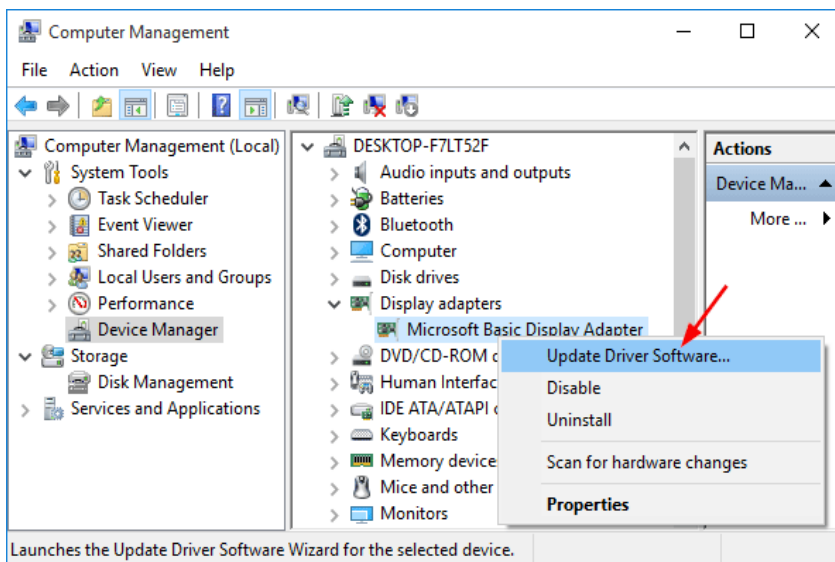 Computer Management
File Action View Help
Computer Management (Local)
System Tools
Task Scheduler
Event Viewer
Shared Folders
Local Users and Groups
Performance
Device Manager
Storage
Disk Management
Services and Applications
DESKTOP-F7LT52F
Audio inputs and outputs
Batteries
Bluetooth
Computer
Disk drives
Display adapters
Microsoft Basic Display Adapter
DVD/CD-ROM
Human Interfac
IDE ATA/ATAPI
Keyboards
Memory device
Mice and other
Monitors
Update Driver Software...
Disable
Uninstall
Scan for hardware changes
Properties
Actions
Device Ma...
More ...
Launches the Update Driver Software Wizard for the selected device.